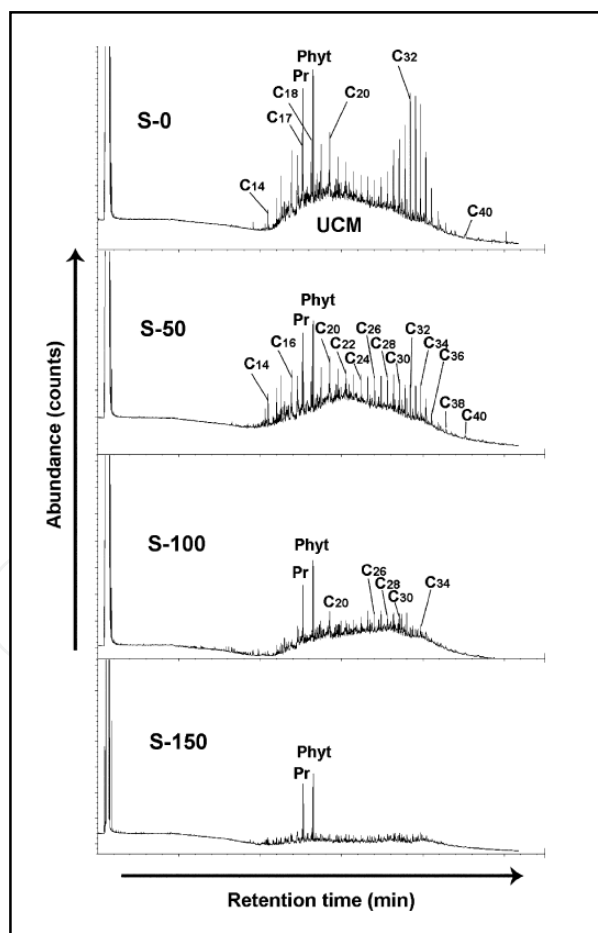 C32
Phyt
Pr
C18
C20
C17
S-0
C14
UCM
C40
S-50
Phyt
Pr
C20
C26
C32
C16
C22
C28
C34
C14
C24
C30
C36
C38
C40
S-100
Phyt
Pr
C26
C28
C20
C30
C34
S-150
Phyt
Pr
Abundance (counts)
Retention time (min)